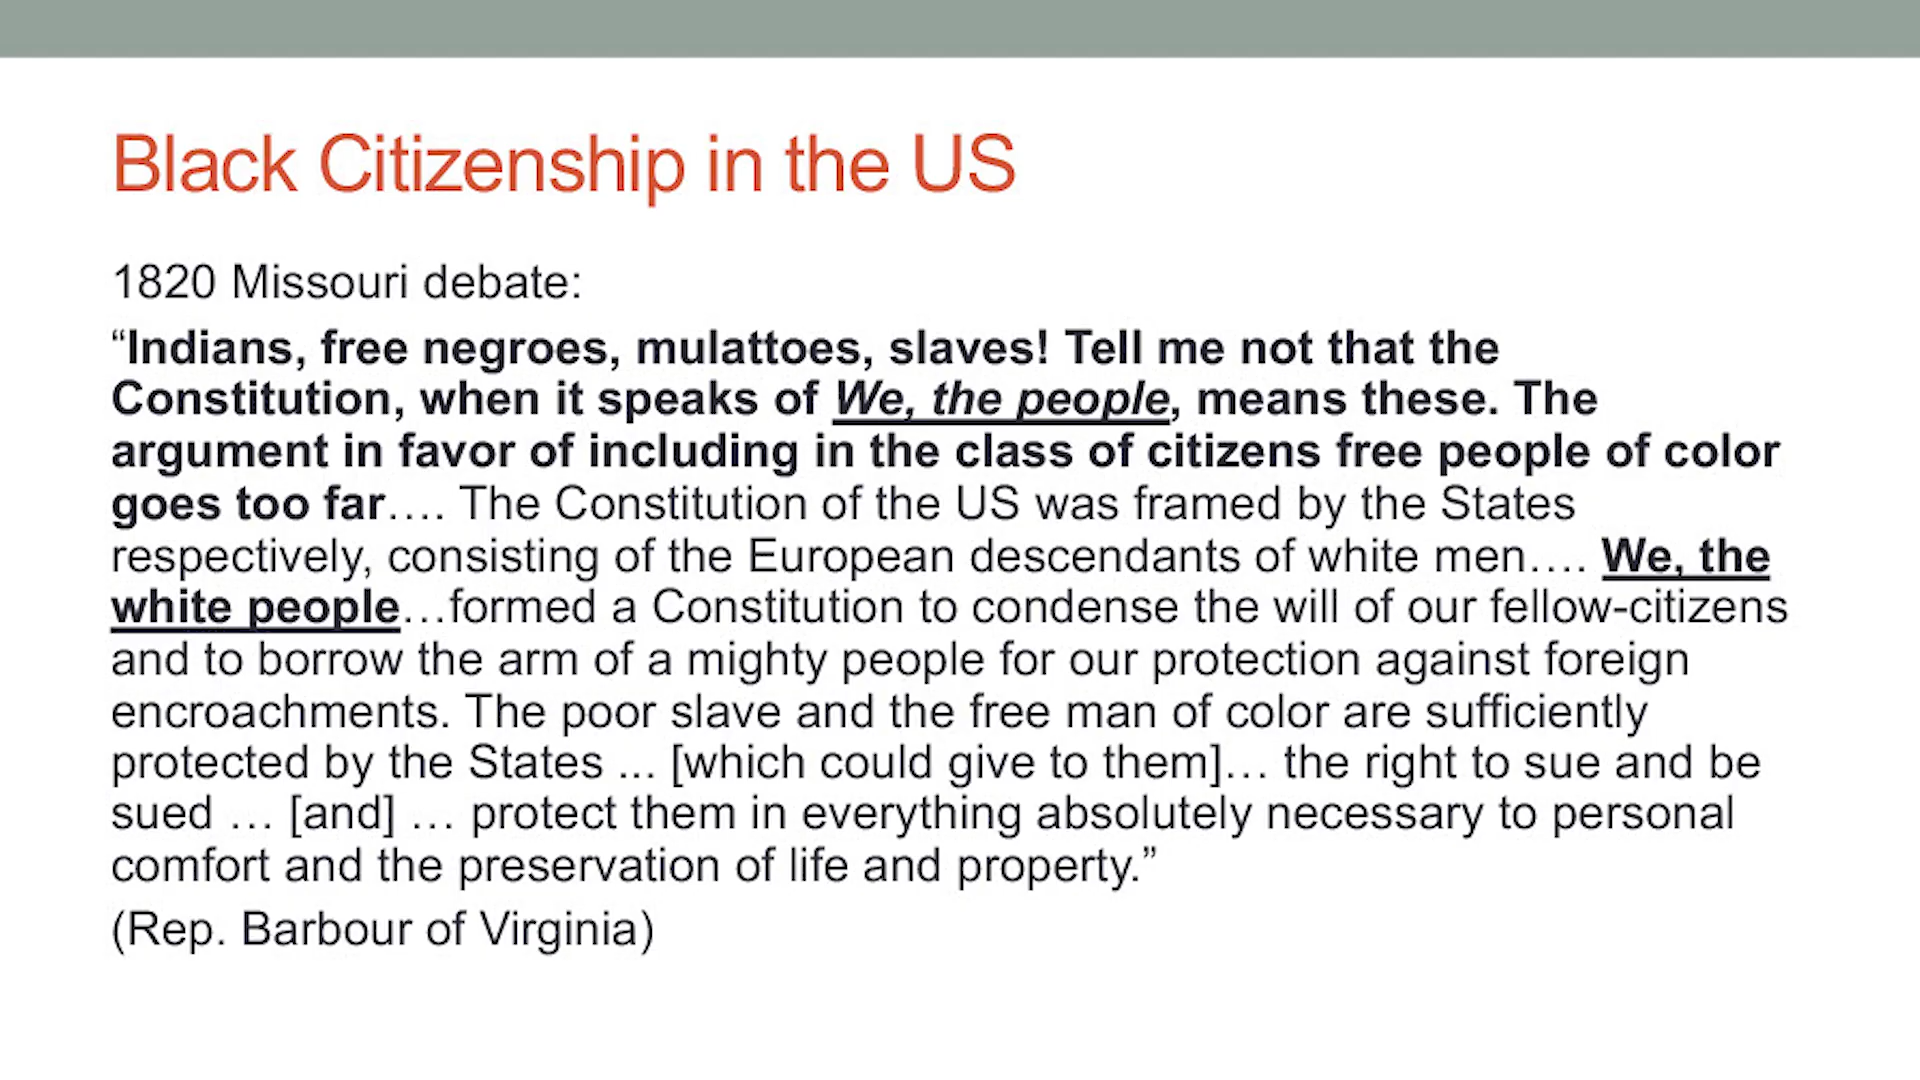 Black Citizenship in the US
1820 Missouri debate:
“Indians, free negroes, mulattoes, slaves! Tell me not that the
Constitution, when it speaks of We, the people, means these. The
argument in favor of including in the class of citizens free people of color
goes too far…. The Constitution of the US was framed by the States
respectively, consisting of the European descendants of white men…. We, the
white people…formed a Constitution to condense the will of our fellow-citizens
and to borrow the arm of a mighty people for our protection against foreign
encroachments. The poor slave and the free man of color are sufficiently
protected by the States ... [which could give to them]… the right to sue and be
sued … [and] … protect them in everything absolutely necessary to personal
comfort and the preservation of life and property.”
(Rep. Barbour of Virginia)